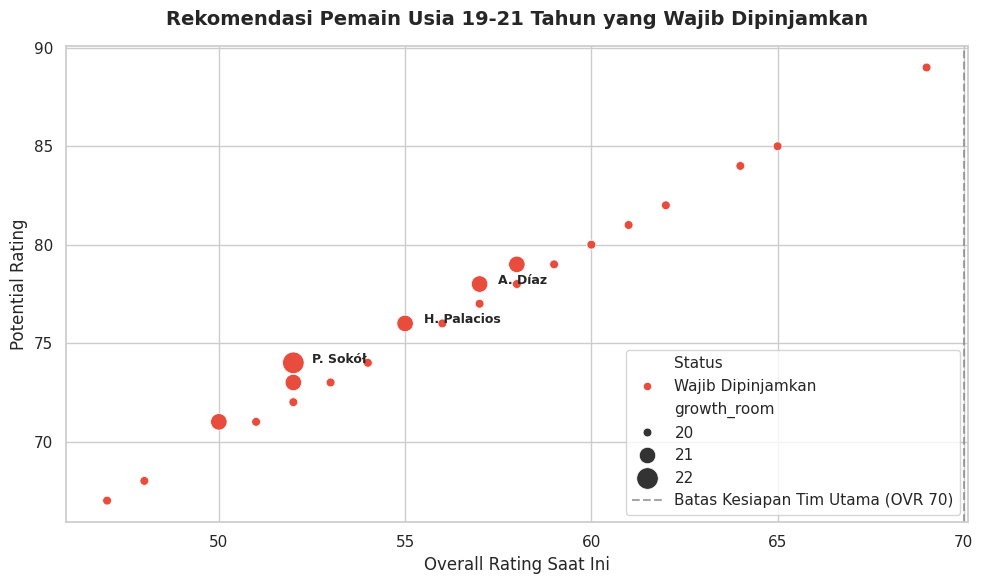 Rekomendasi Pemain Usia 19-21 Tahun yang Wajib Dipinjamkan
90
85
80
75
70
Potential Rating
A. Díaz
H. Palacios
P. Sokół
Status
Wajib Dipinjamkan
growth_room
20
21
22
Batas Kesiapan Tim Utama (OVR 70)
50
55
60
65
70
Overall Rating Saat Ini